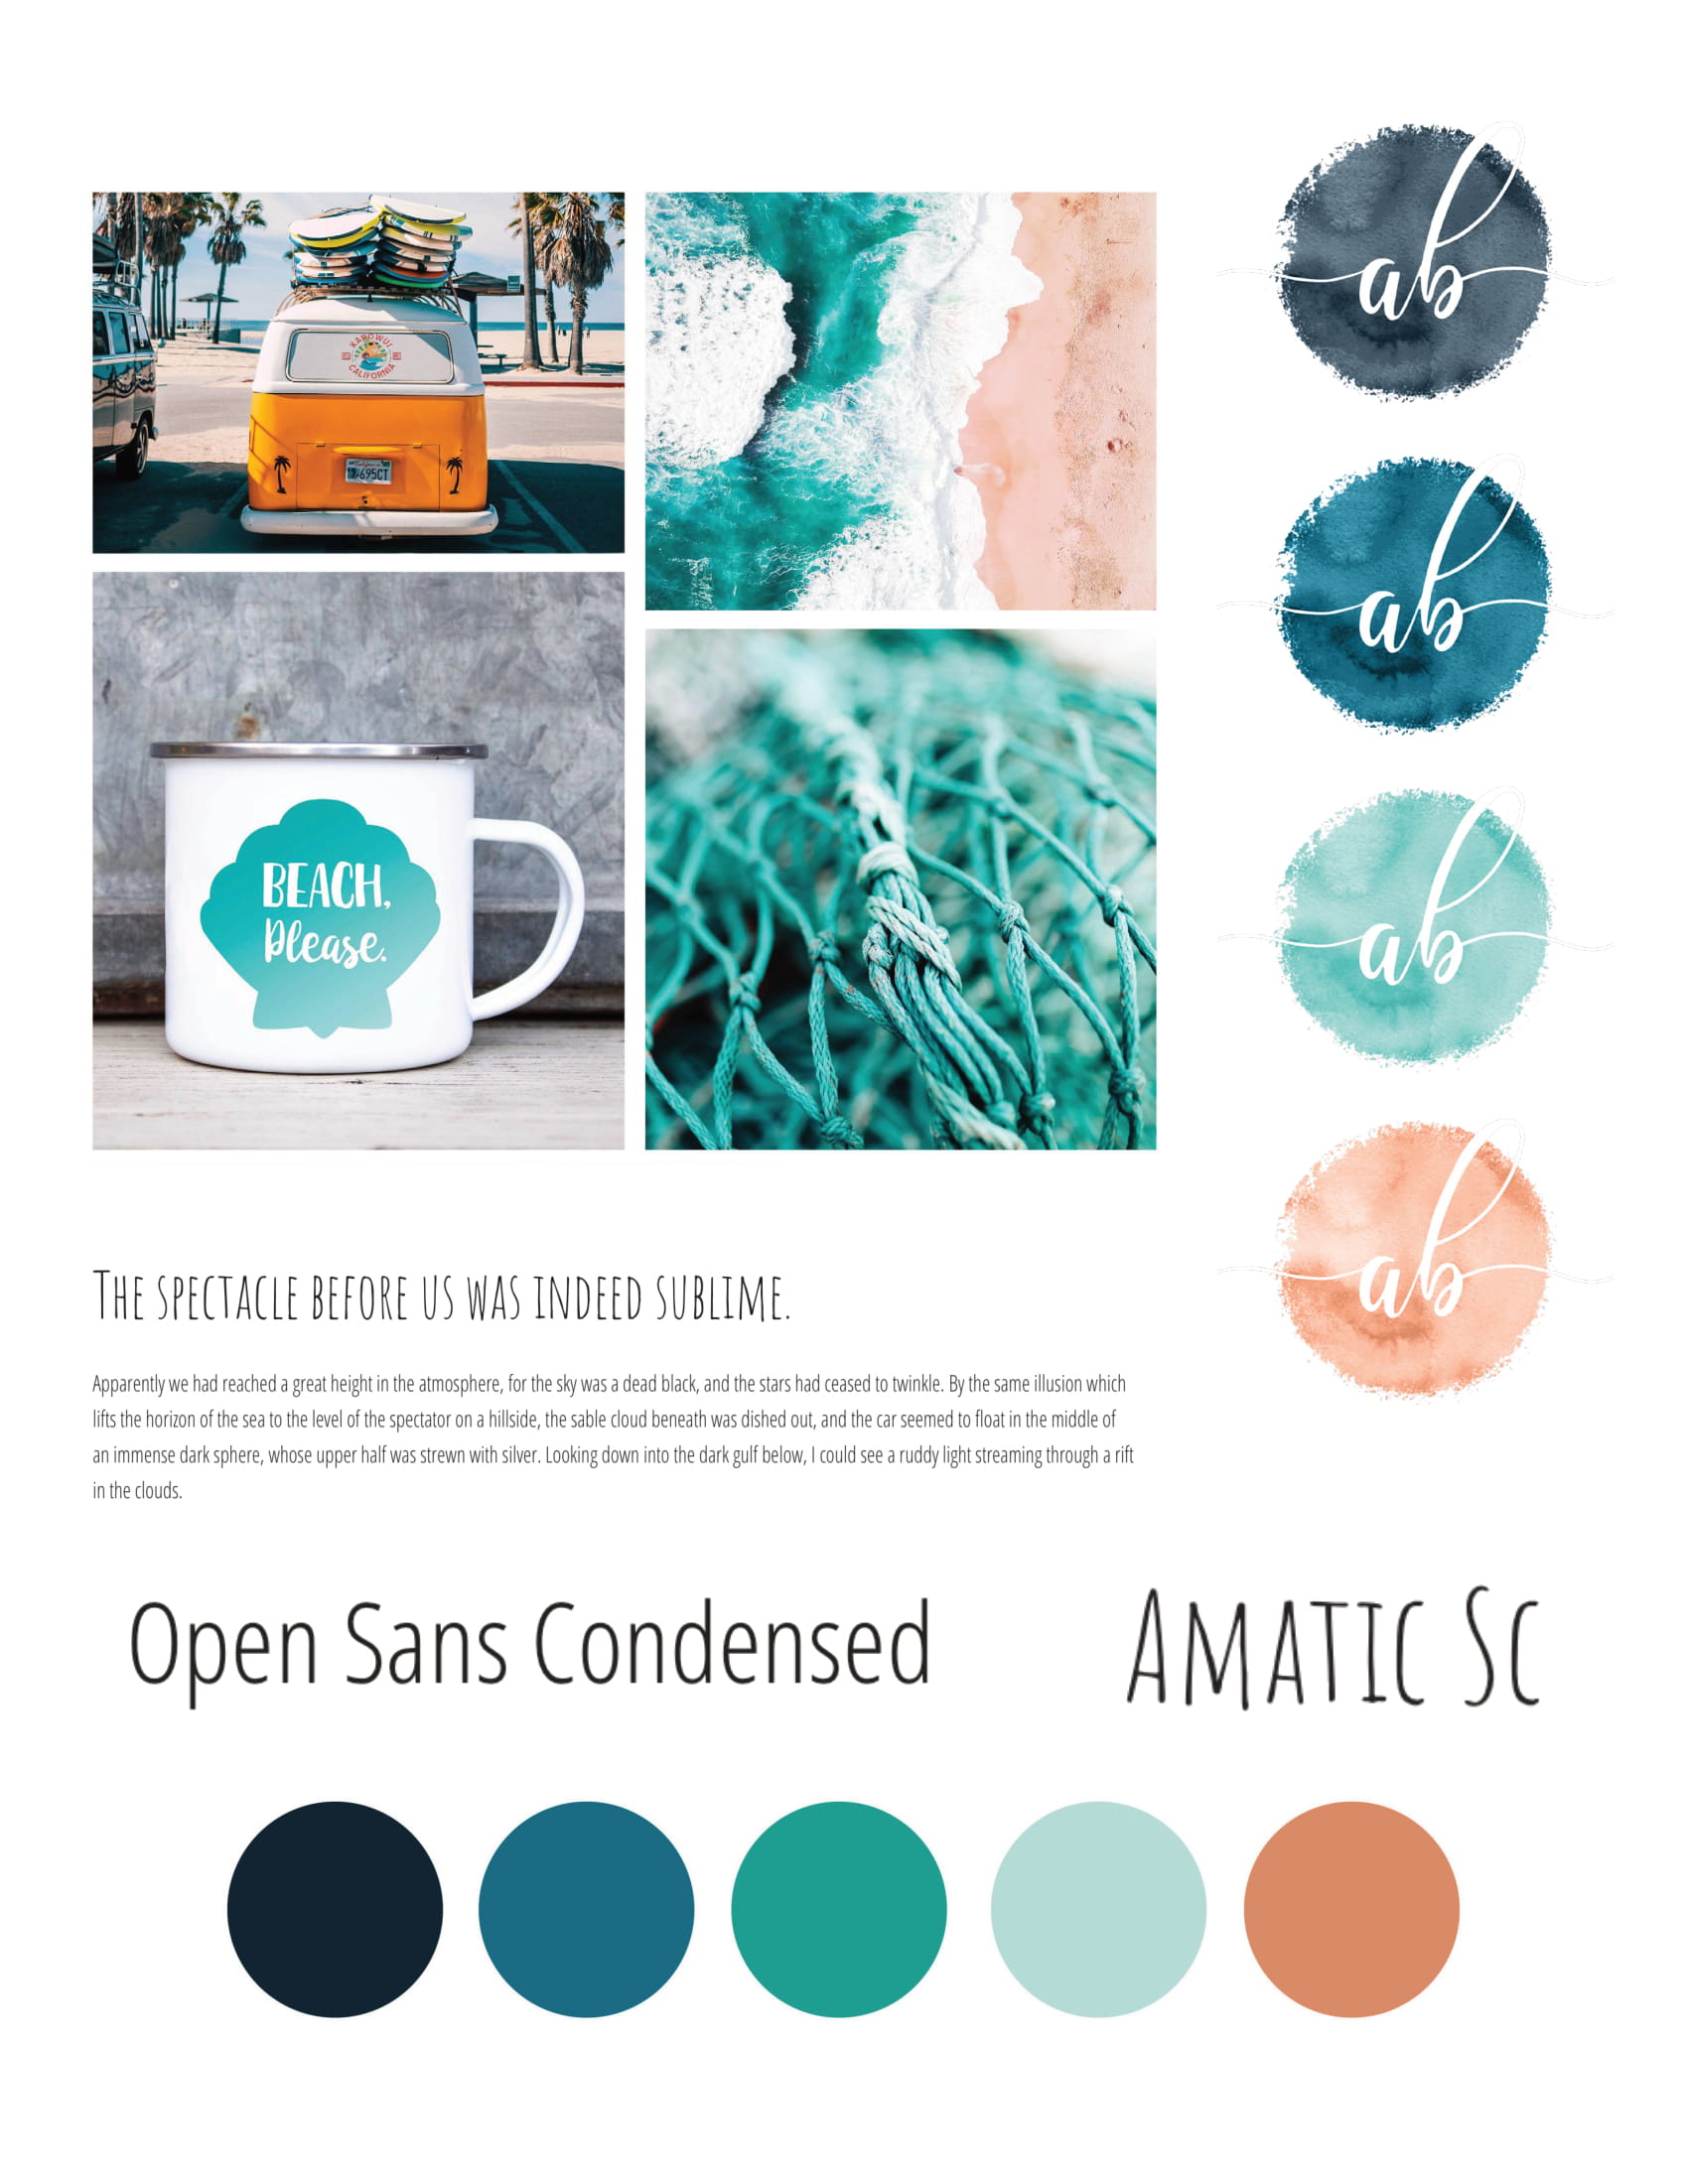 KAPOWUI
CALIFORNIA
California
695CT
BEACH,
Please.
ab
ab
ab
ab
The spectacle before us was indeed sublime.
Apparently we had reached a great height in the atmosphere, for the sky was a dead black, and the stars had ceased to twinkle. By the same illusion which
lifts the horizon of the sea to the level of the spectator on a hillside, the sable cloud beneath was dished out, and the car seemed to float in the middle of
an immense dark sphere, whose upper half was strewn with silver. Looking down into the dark gulf below, I could see a ruddy light streaming through a rift
in the clouds.
Open Sans Condensed
Amatic Sc